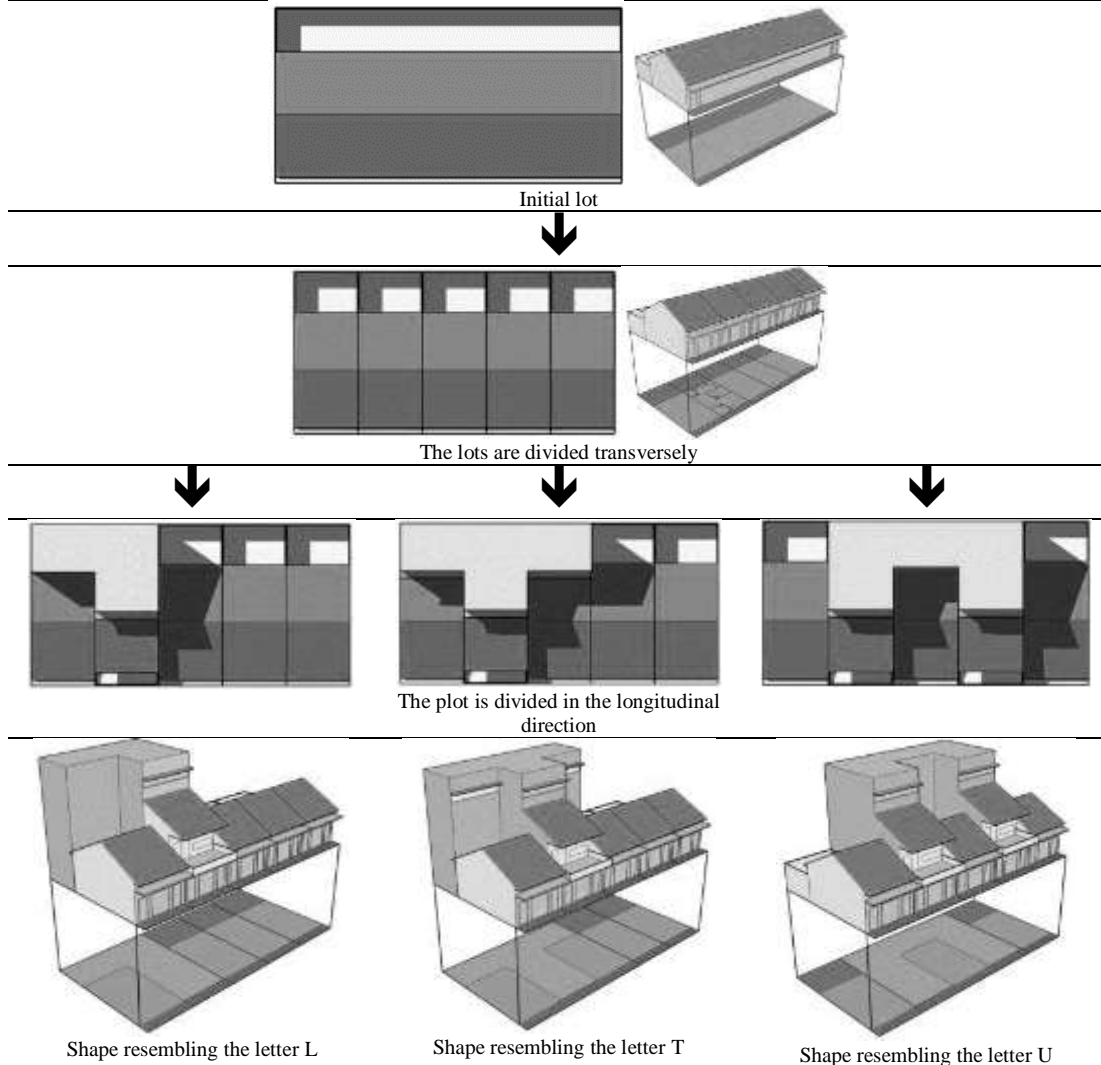 Initial lot
The lots are divided transversely
The plot is divided in the longitudinal
direction
Shape resembling the letter L
Shape resembling the letter T
Shape resembling the letter U